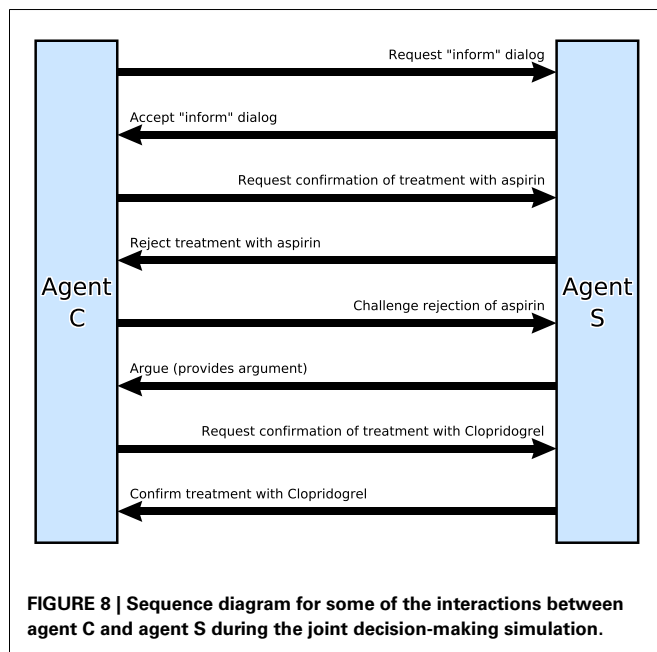 Request "inform" dialog
Accept "inform" dialog
Request confirmation of treatment with aspirin
Reject treatment with aspirin
Agent
C
Agent
S
Challenge rejection of aspirin
Argue (provides argument)
Request confirmation of treatment with Clopridogrel
Confirm treatment with Clopridogrel
FIGURE 8 | Sequence diagram for some of the interactions between
agent C and agent S during the joint decision-making simulation.